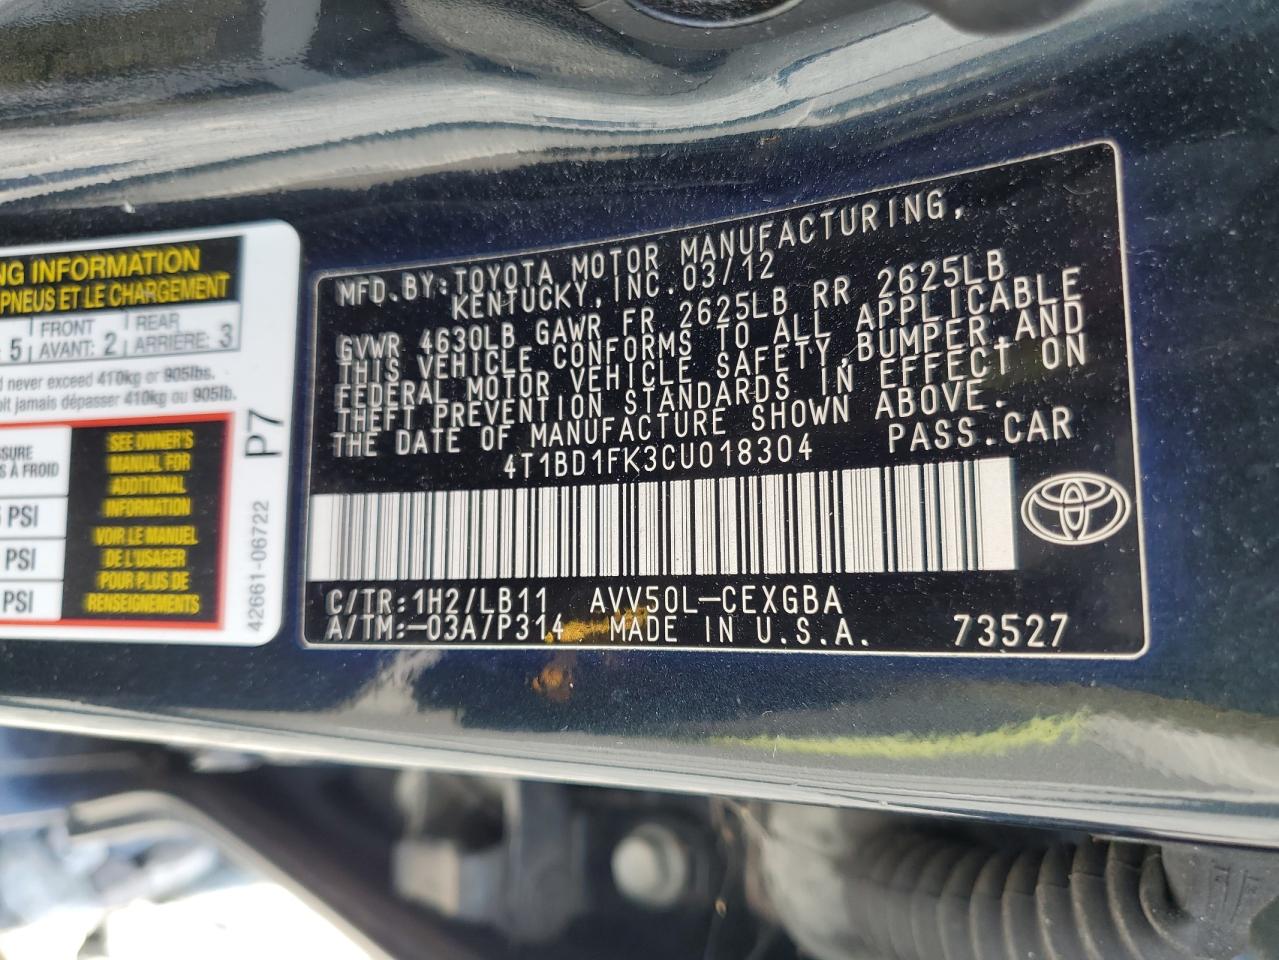 NG INFORMATION
PNEUS ET LE CHARGEMENT
5 FRONT AVANT: 2 REAR ARRIÈRE: 3
never exceed 410kg or 905lbs.
jamais dépasser 410kg ou 905lb.
SEE OWNER'S
MANUAL FOR
ADDITIONAL
INFORMATION
VOIR LE MANUEL
DE L'USAGER
POUR PLUS DE
RENSEIGNEMENTS
À FROID
PSI
PSI
PSI
P7
42661-06722
MFD.BY:TOYOTA MOTOR MANUFACTURING,
KENTUCKY,INC.03/12
GVWR 4630LB GAWR FR 2625LB RR 2625LB
THIS VEHICLE CONFORMS TO ALL APPLICABLE
FEDERAL MOTOR VEHICLE SAFETY,BUMPER,AND
THEFT PREVENTION STANDARDS IN EFFECT ON
THE DATE OF MANUFACTURE SHOWN ABOVE.
4T1BD1FK3CU018304 PASS.CAR
C/TR:1H2/LB11 AVV50L-CEXGBA
A/TM:-03A/P314 MADE IN U.S.A. 73527